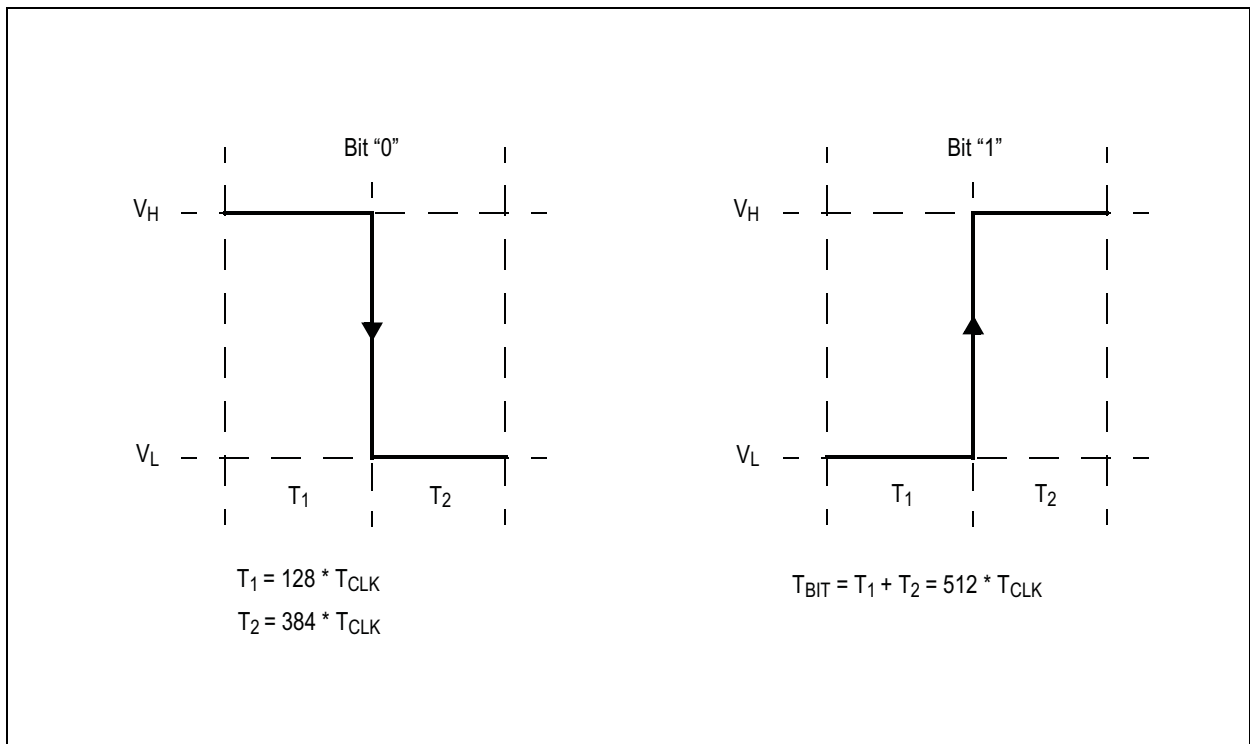 Bit “0”
Bit “1”
VH
VH
VL
VL
T1
T2
T1
T2
T1 = 128 * TCLK
T2 = 384 * TCLK
TBIT = T1 + T2 = 512 * TCLK